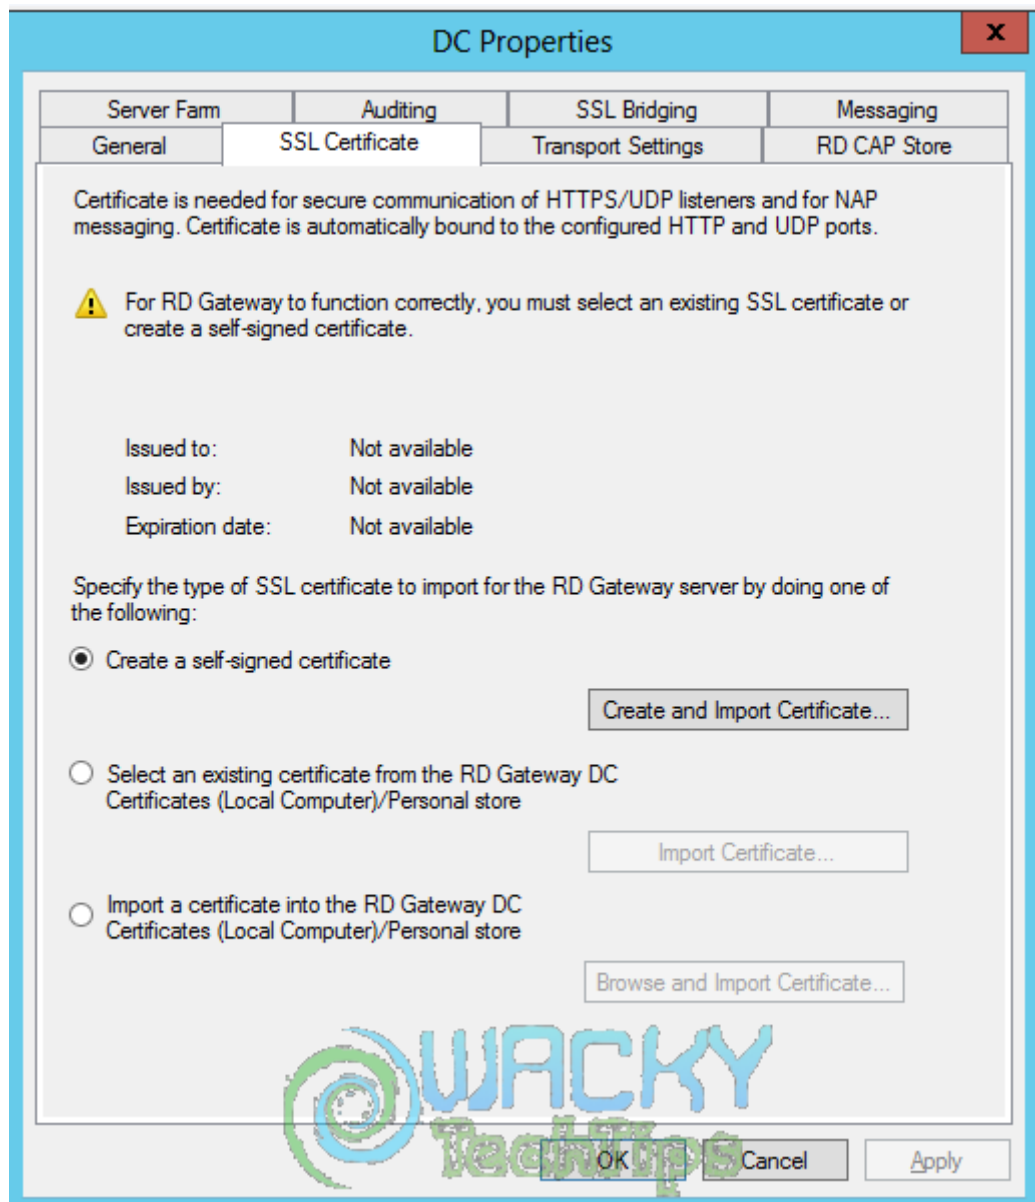 DC Properties
x
Server Farm Auditing SSL Bridging Messaging
General SSL Certificate Transport Settings RD CAP Store
Certificate is needed for secure communication of HTTPS/UDP listeners and for NAP
messaging. Certificate is automatically bound to the configured HTTP and UDP ports.
For RD Gateway to function correctly, you must select an existing SSL certificate or
create a self-signed certificate.
Issued to: Not available
Issued by: Not available
Expiration date: Not available
Specify the type of SSL certificate to import for the RD Gateway server by doing one of
the following:
Create a self-signed certificate
Create and Import Certificate...
Select an existing certificate from the RD Gateway DC
Certificates (Local Computer)/Personal store
Import Certificate...
Import a certificate into the RD Gateway DC
Certificates (Local Computer)/Personal store
Browse and Import Certificate...
WACKY
TechTips
OK Cancel Apply